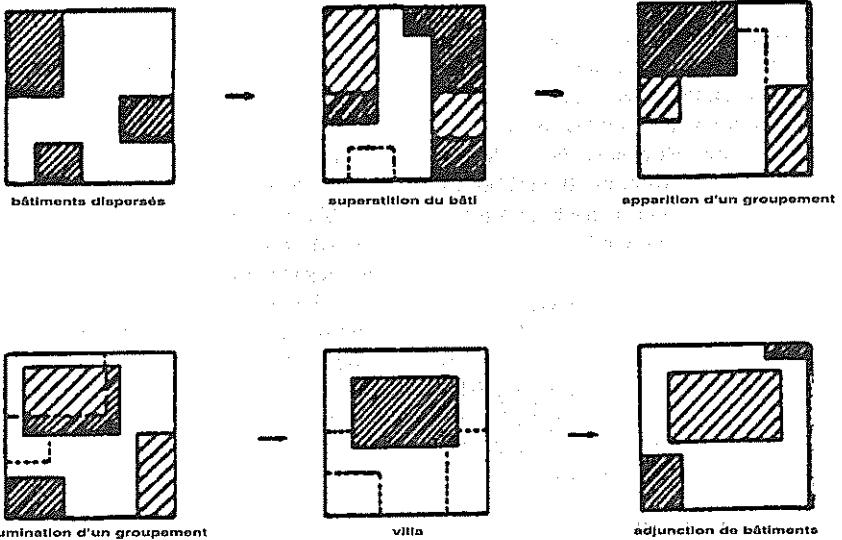 bâtiments dispersés
superstition du bâti
apparition d'un groupement
umination d'un groupement
villa
adjunction de bâtiments